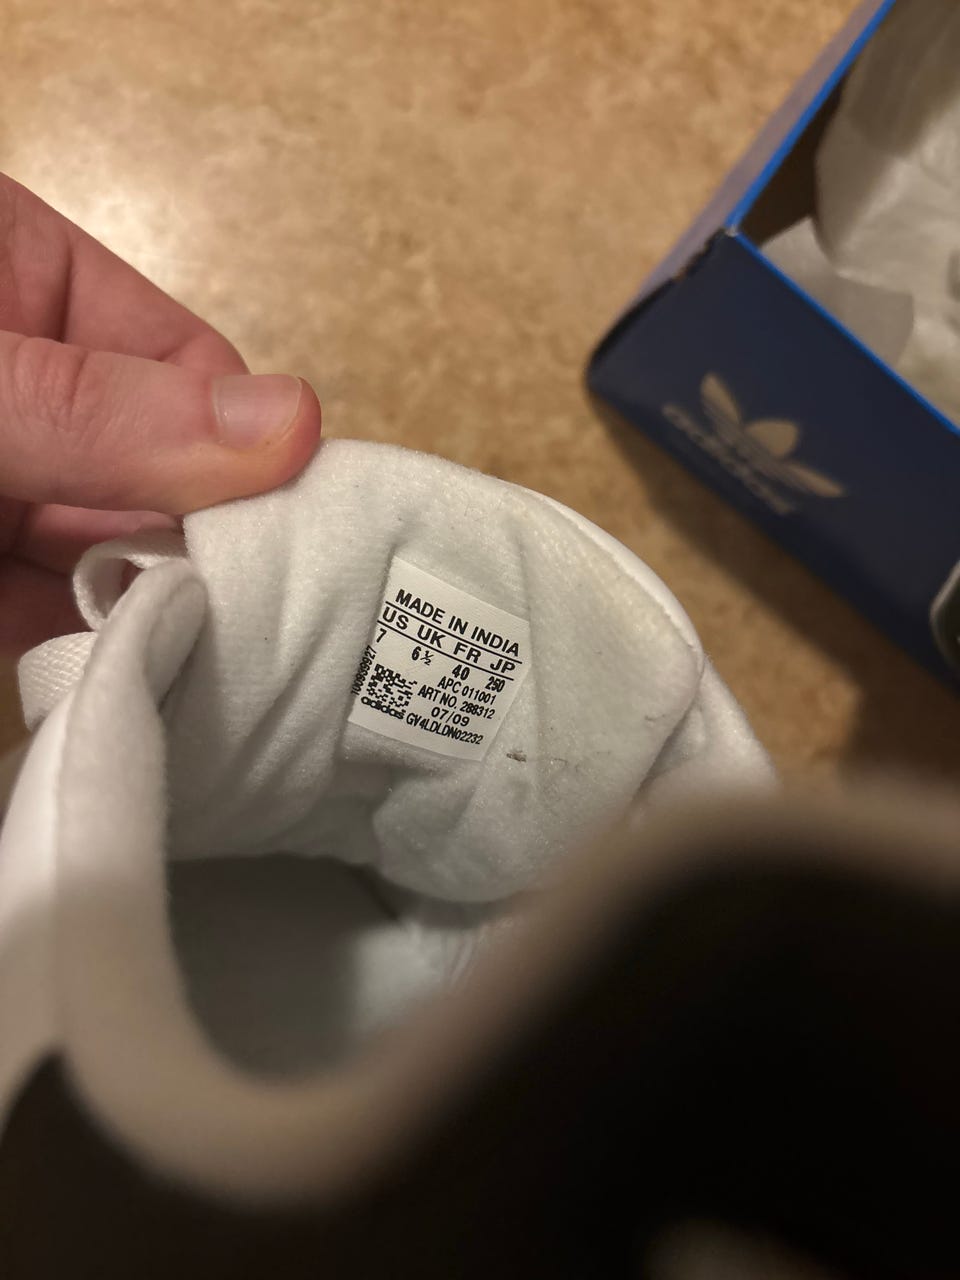 MADE IN INDIA
US UK FR JP
7 6½ 40 250
APC 011001
ART NO. 288312
07/09
adidas GV4LDLDN02232
adidas